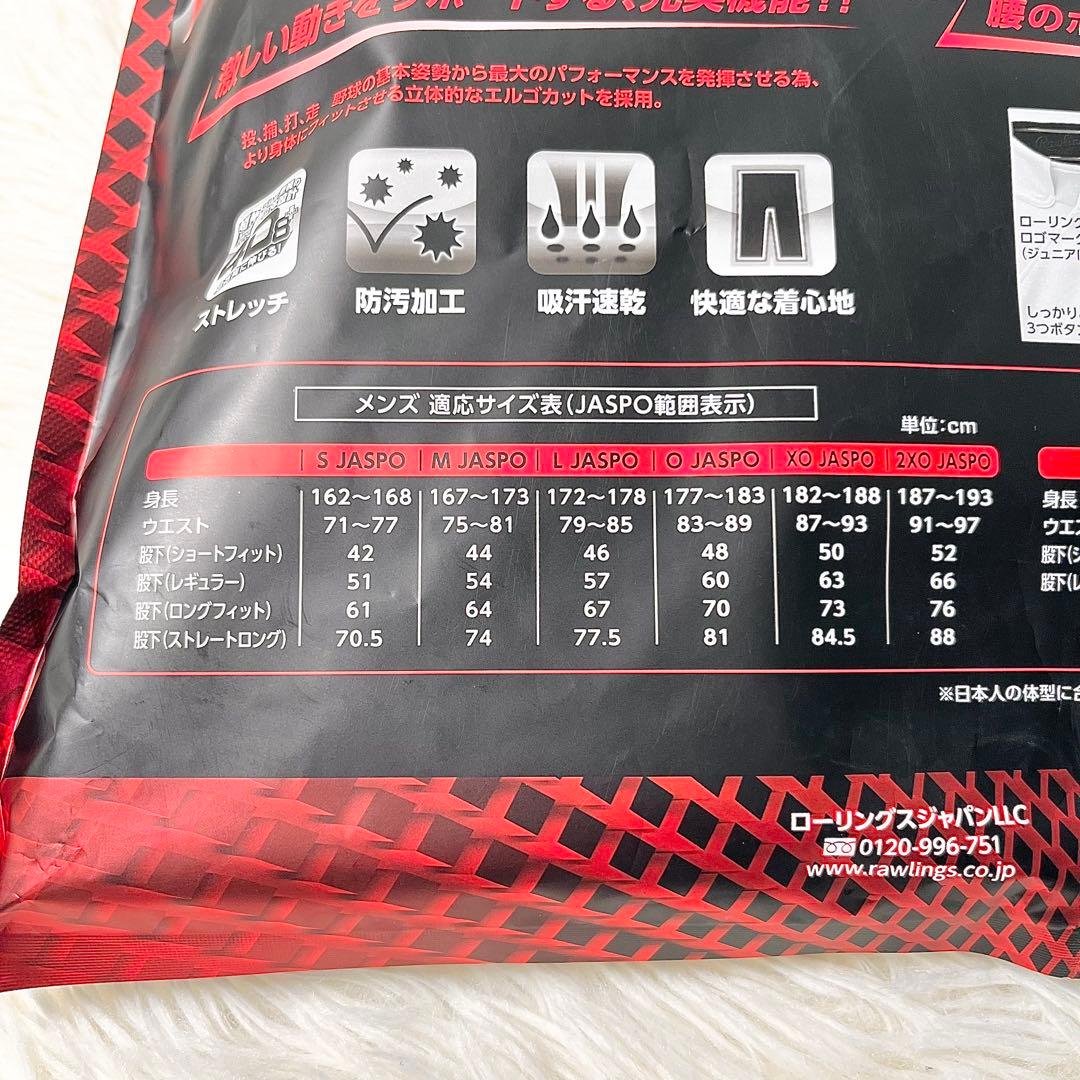 激しい動きをサポートする、充実機能!!
腰のポ
投、捕、打、走 野球の基本姿勢から最大のパフォーマンスを発揮させる為、
より身体にフィットさせる立体的なエルゴカットを採用。
ストレッチ
防汚加工
吸汗速乾
快適な着心地
ローリング
ロゴマーク
(ジュニア
しっかり
3つボタン
メンズ 適応サイズ表(JASPO範囲表示)
単位:cm
S JASPO M JASPO L JASPO O JASPO XO JASPO 2XO JASPO
身長 162~168 167~173 172~178 177~183 182~188 187~193
ウエスト 71~77 75~81 79~85 83~89 87~93 91~97
股下(ショートフィット) 42 44 46 48 50 52
股下(レギュラー) 51 54 57 60 63 66
股下(ロングフィット) 61 64 67 70 73 76
股下(ストレートロング) 70.5 74 77.5 81 84.5 88
身長
ウエス
股下(シ
股下(レ
※日本人の体型に合
ローリングスジャパンLLC
0120-996-751
www.rawlings.co.jp